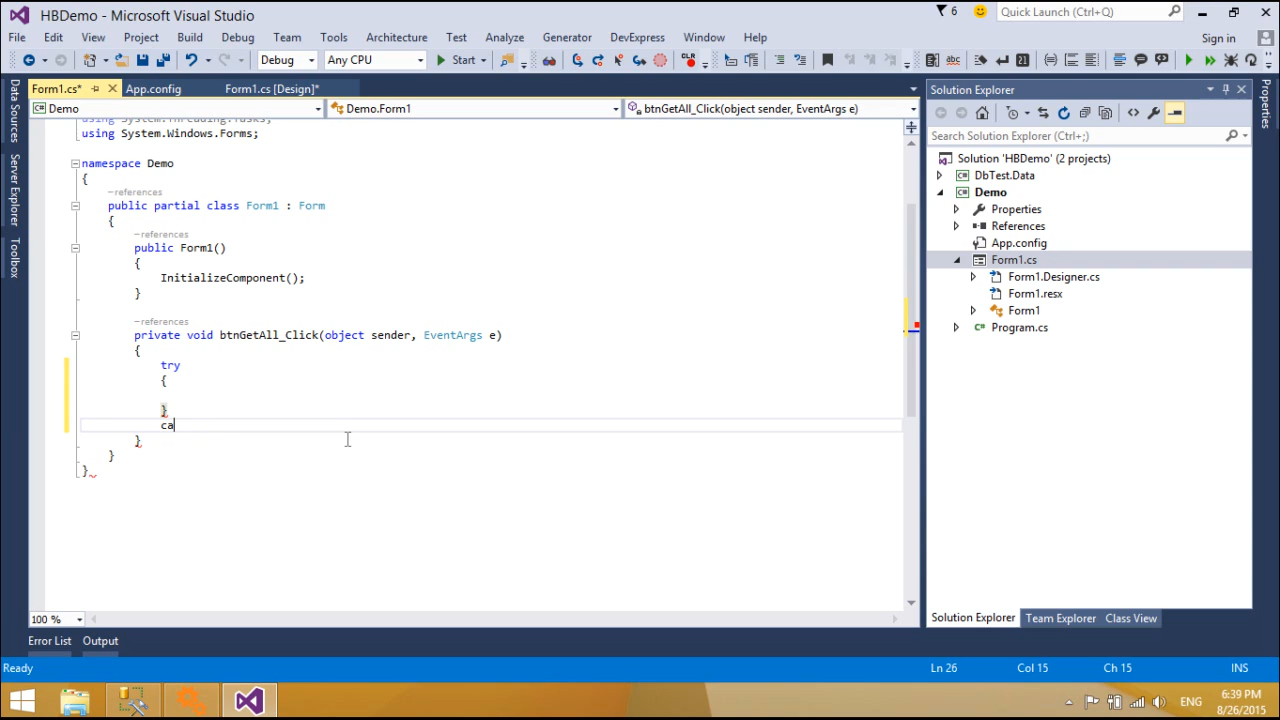 HBDemo - Microsoft Visual Studio
6
Quick Launch (Ctrl+Q)
File Edit View Project Build Debug Team Tools Architecture Test Analyze Generator DevExpress Window Help
Sign in
Debug Any CPU Start
Form1.cs* App.config Form1.cs [Design]*
Demo Demo.Form1 btnGetAll_Click(object sender, EventArgs e)
Data Sources
Server Explorer
Toolbox
using System.Threading.Tasks;
using System.Windows.Forms;
namespace Demo
{
-references
public partial class Form1 : Form
{
-references
public Form1()
{
InitializeComponent();
}
-references
private void btnGetAll_Click(object sender, EventArgs e)
{
try
{
}
ca
}
}
}
100 %
Solution Explorer
Search Solution Explorer (Ctrl+;)
Solution 'HBDemo' (2 projects)
DbTest.Data
Demo
Properties
References
App.config
Form1.cs
Form1.Designer.cs
Form1.resx
Form1
Program.cs
Solution Explorer Team Explorer Class View
Properties
Error List Output
Ready Ln 26 Col 15 Ch 15 INS
ENG
6:39 PM
8/26/2015